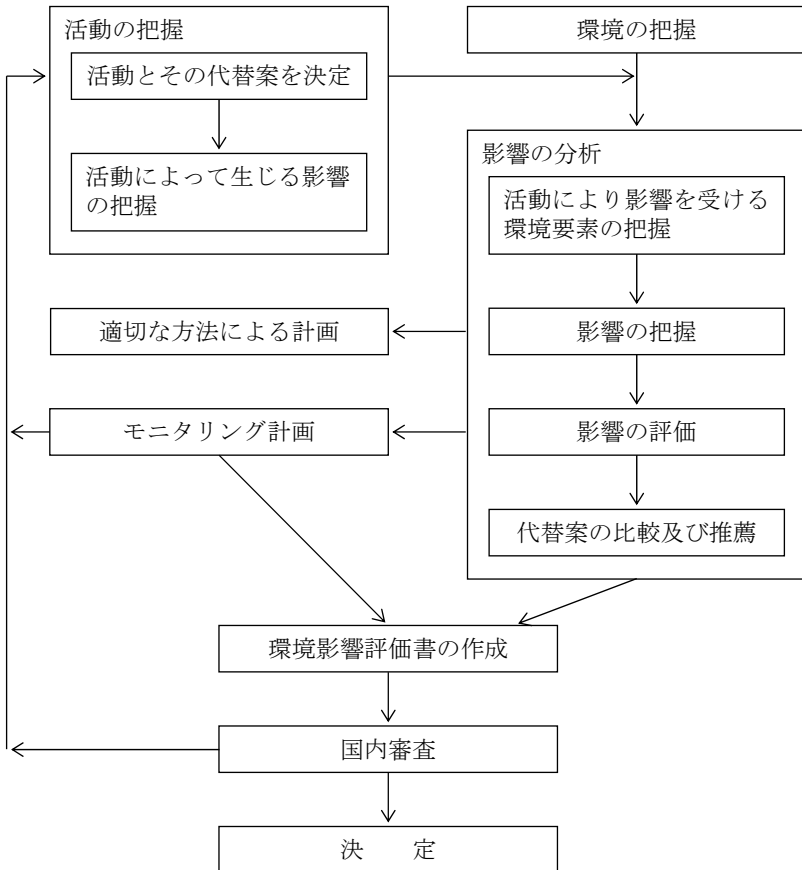 活動の把握
活動とその代替案を決定
活動によって生じる影響
の把握
環境の把握
影響の分析
活動により影響を受ける
環境要素の把握
影響の把握
影響の評価
代替案の比較及び推薦
適切な方法による計画
モニタリング計画
環境影響評価書の作成
国内審査
決　　定